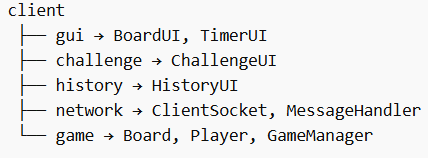 client
├── gui → BoardUI, TimerUI
├── challenge → ChallengeUI
├── history → HistoryUI
├── network → ClientSocket, MessageHandler
└── game → Board, Player, GameManager